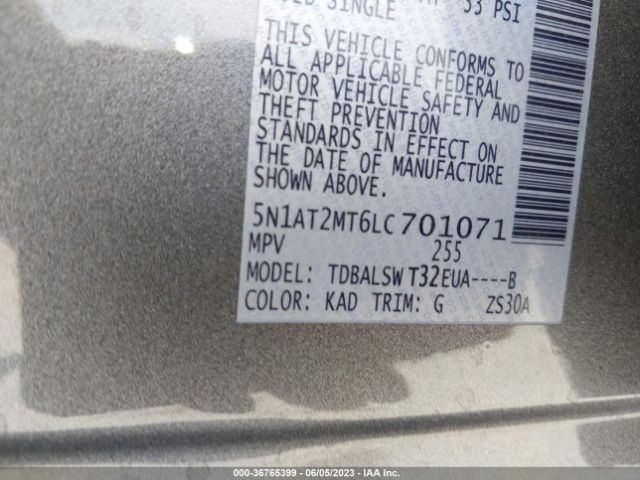 SINGLE 33 PSI
THIS VEHICLE CONFORMS TO
ALL APPLICABLE FEDERAL
MOTOR VEHICLE SAFETY AND
THEFT PREVENTION
STANDARDS IN EFFECT ON
THE DATE OF MANUFACTURE
SHOWN ABOVE.
5N1AT2MT6LC701071
MPV 255
MODEL: TDBALSW T32EUA----B
COLOR: KAD TRIM: G ZS30A
000-36765399 - 06/05/2023 - IAA Inc.